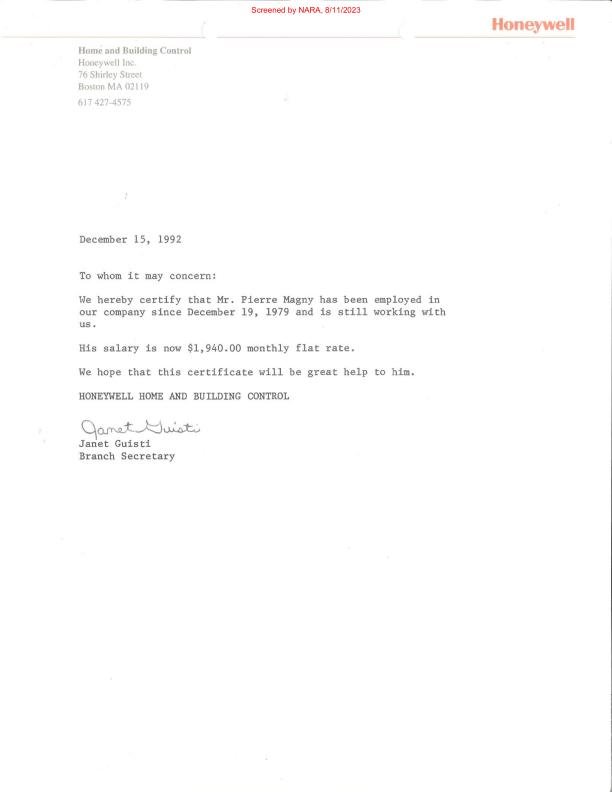 Screened by NARA, 8/11/2023
Honeywell
Home and Building Control
Honeywell Inc.
76 Shirley Street
Boston MA 02119
617 427-4575
December 15, 1992
To whom it may concern:
We hereby certify that Mr. Pierre Magny has been employed in
our company since December 19, 1979 and is still working with
us.
His salary is now $1,940.00 monthly flat rate.
We hope that this certificate will be great help to him.
HONEYWELL HOME AND BUILDING CONTROL
Janet Guisti
Janet Guisti
Branch Secretary